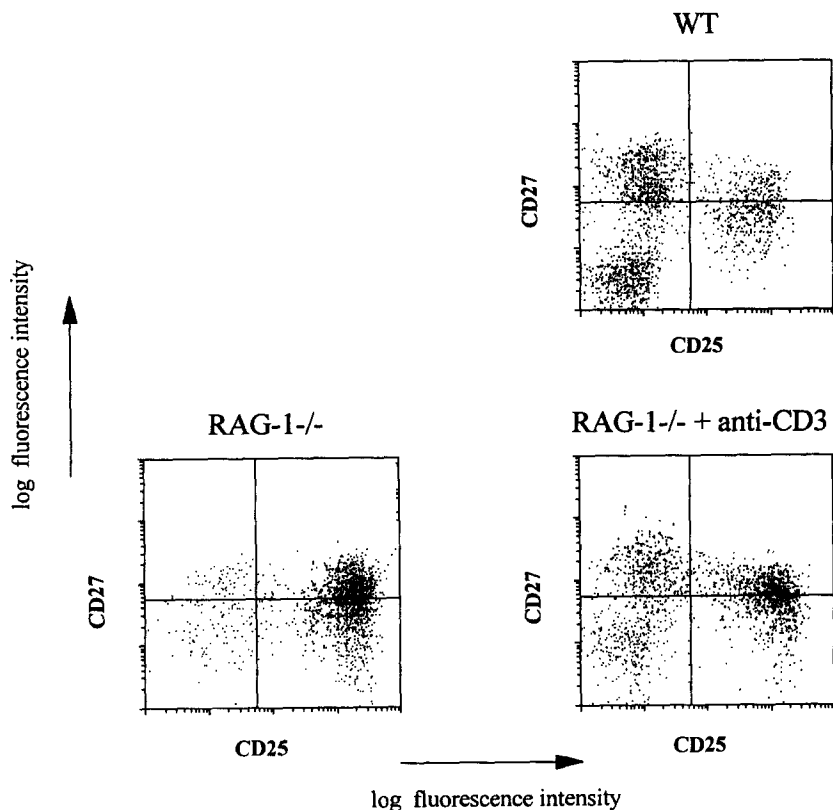 WT
CD27
CD25
log fluorescence intensity
RAG-1-/-
CD27
CD25
RAG-1-/- + anti-CD3
CD27
CD25
log fluorescence intensity